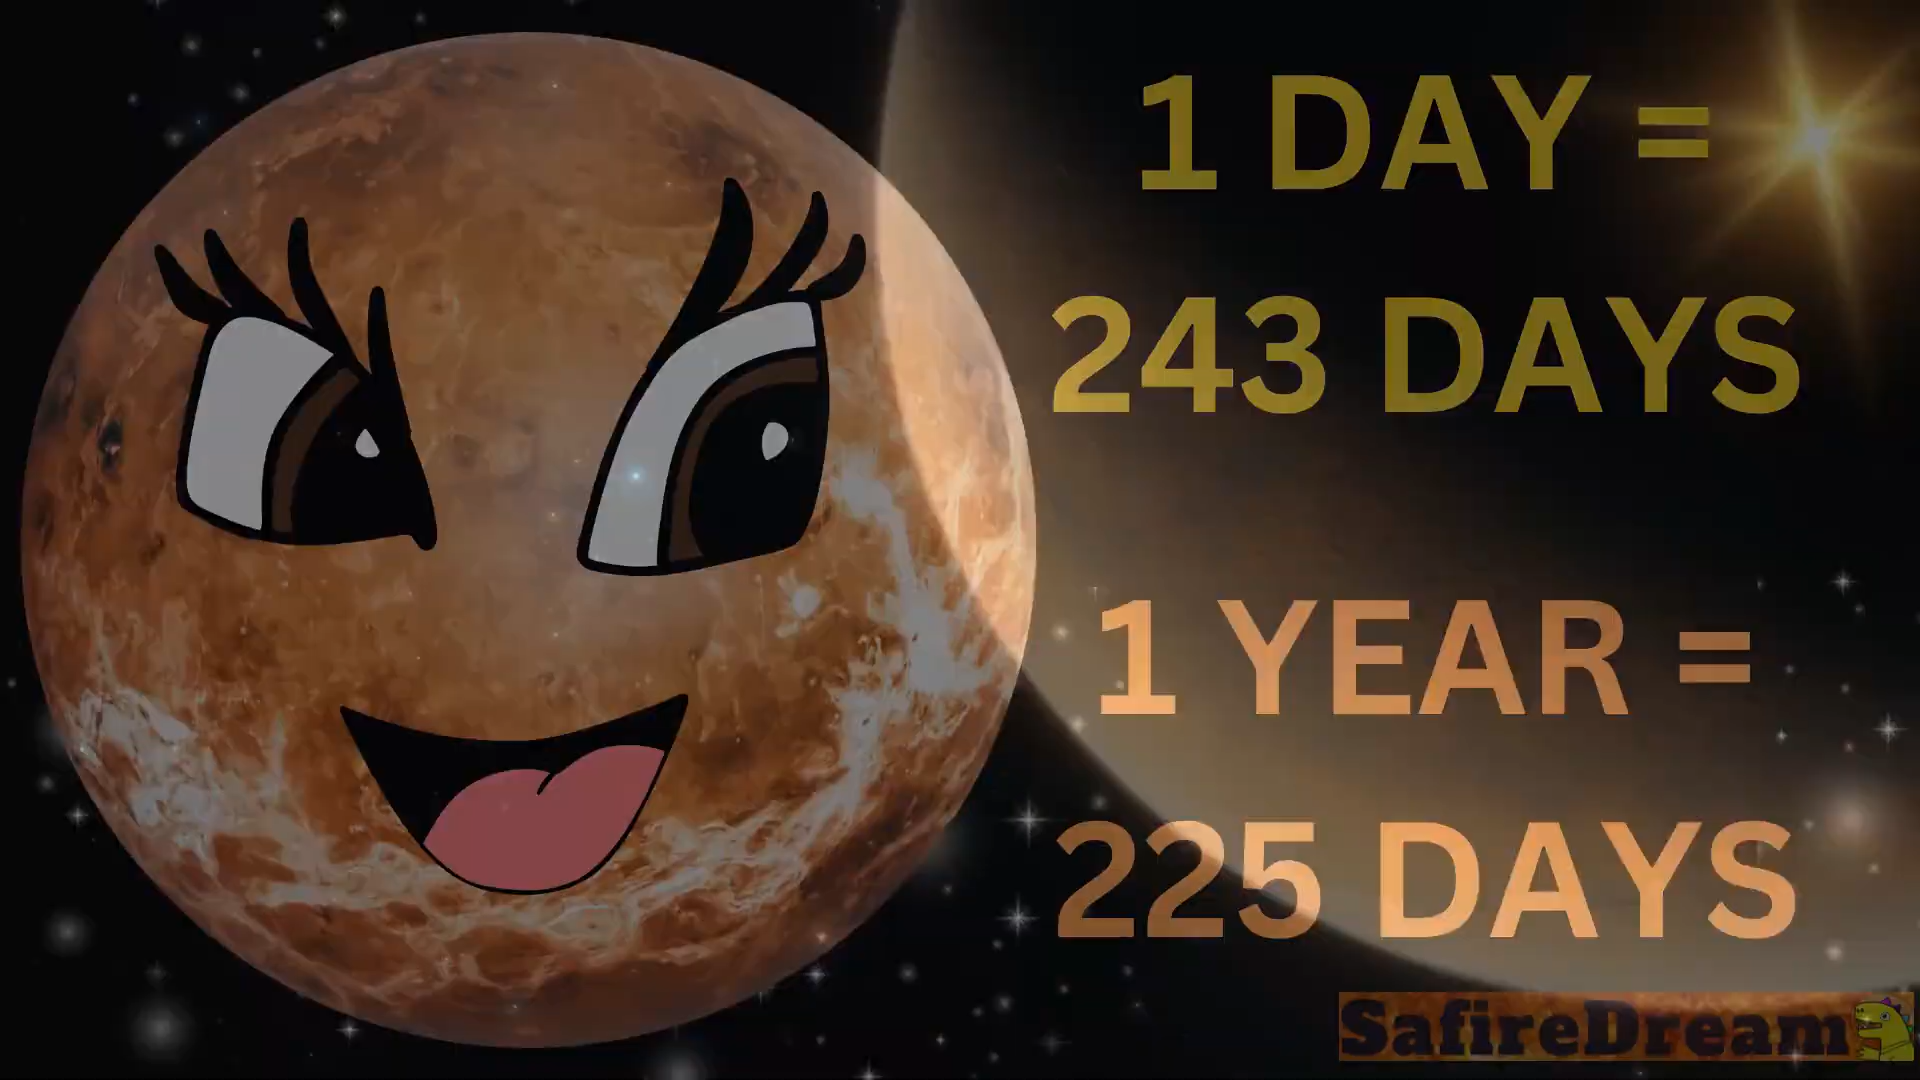 1 DAY =
243 DAYS
1 YEAR =
225 DAYS
SafireDream